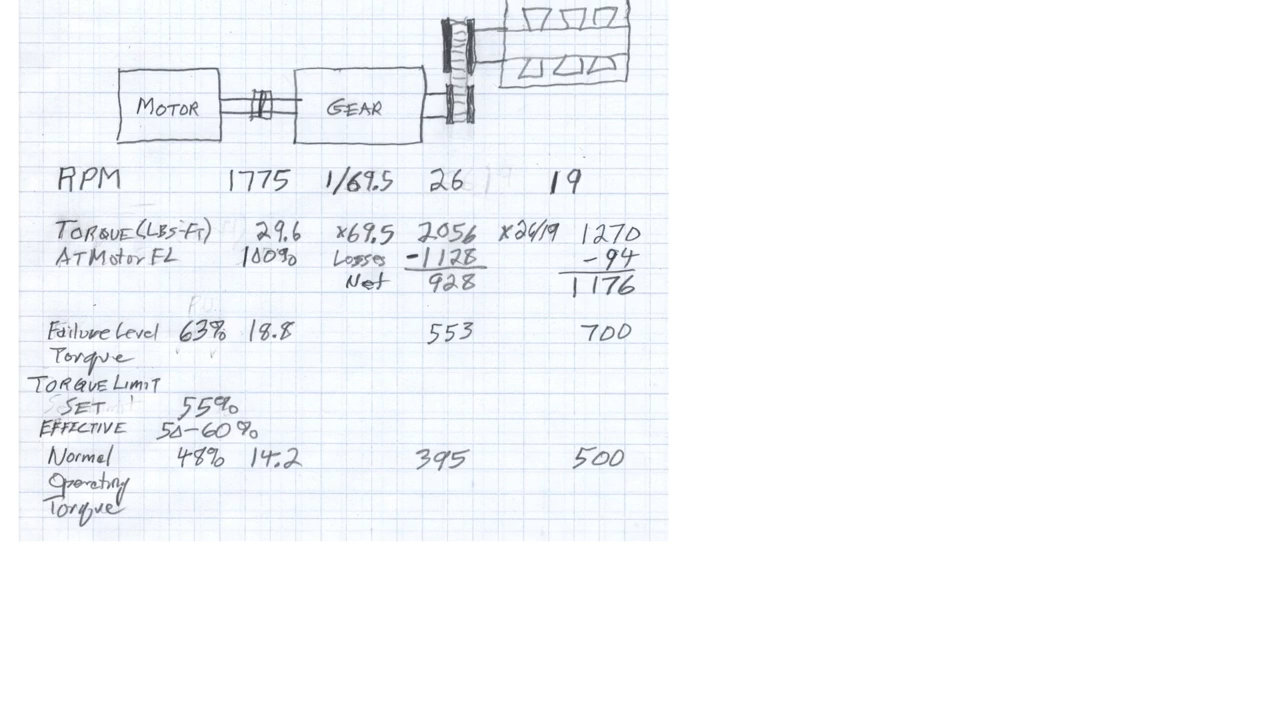 MOTOR GEAR
RPM 1775 1/69.5 26 19
TORQUE(LBS-FT) 29.6 ×69.5 2056 ×26/19 1270
AT Motor FL 100% Losses -1128 -94
Net 928 1176
Failure Level 63% 18.8 553 700
Torque
TORQUE LIMIT
SET 55%
EFFECTIVE 50-60%
Normal 48% 14.2 395 500
Operating
Torque